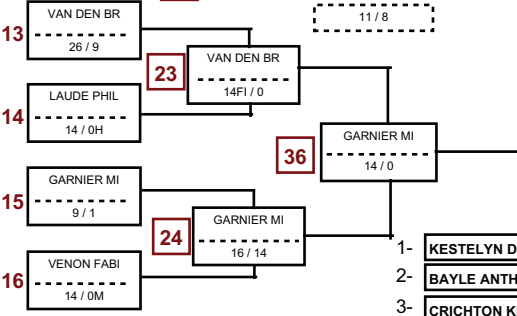 11 / 8
13
VAN DEN BR
26 / 9
23
VAN DEN BR
14FI / 0
14
LAUDE PHIL
14 / 0H
36
GARNIER MI
14 / 0
15
GARNIER MI
9 / 1
24
GARNIER MI
16 / 14
16
VENON FABI
14 / 0M
1- KESTELYN D
2- BAYLE ANTH
3- CRICHTON K